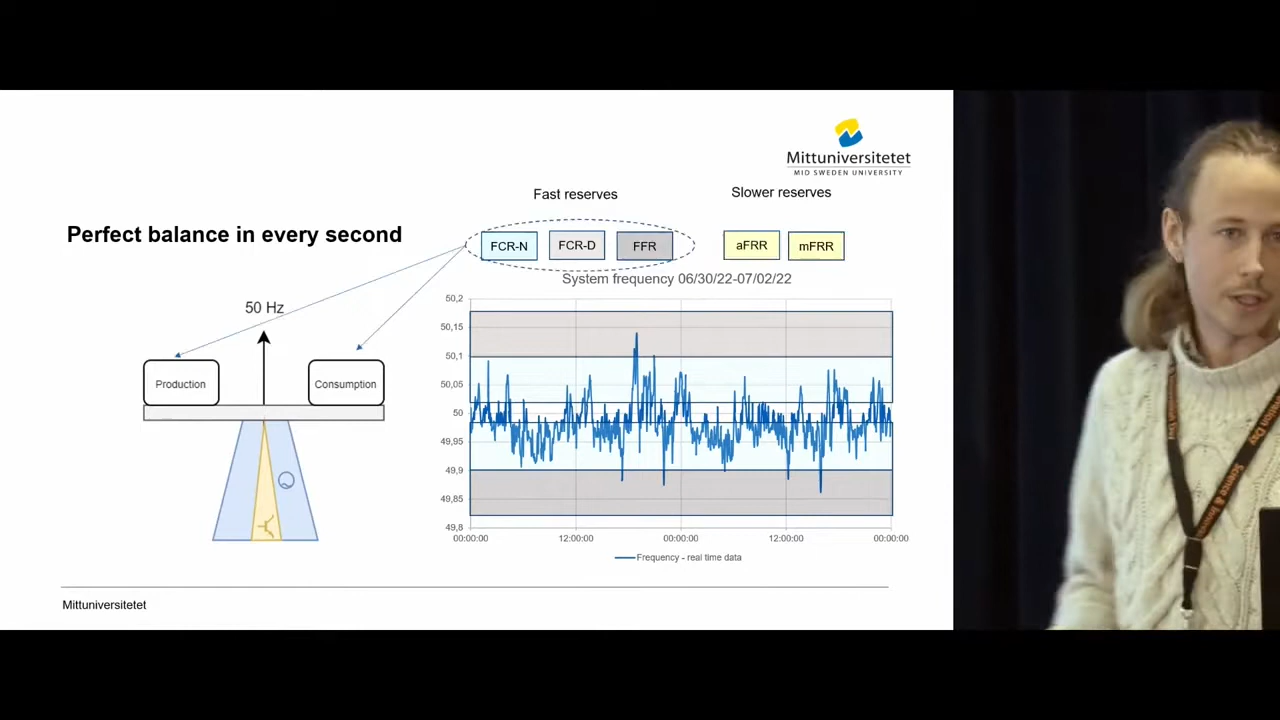 Mittuniversitetet
MID SWEDEN UNIVERSITY
Fast reserves
Slower reserves
Perfect balance in every second
FCR-N
FCR-D
FFR
aFRR
mFRR
System frequency 06/30/22-07/02/22
50 Hz
Production
Consumption
50,2
50,15
50,1
50,05
50
49,95
49,9
49,85
49,8
00:00:00
12:00:00
00:00:00
12:00:00
00:00:00
Frequency - real time data
Mittuniversitetet
Science &